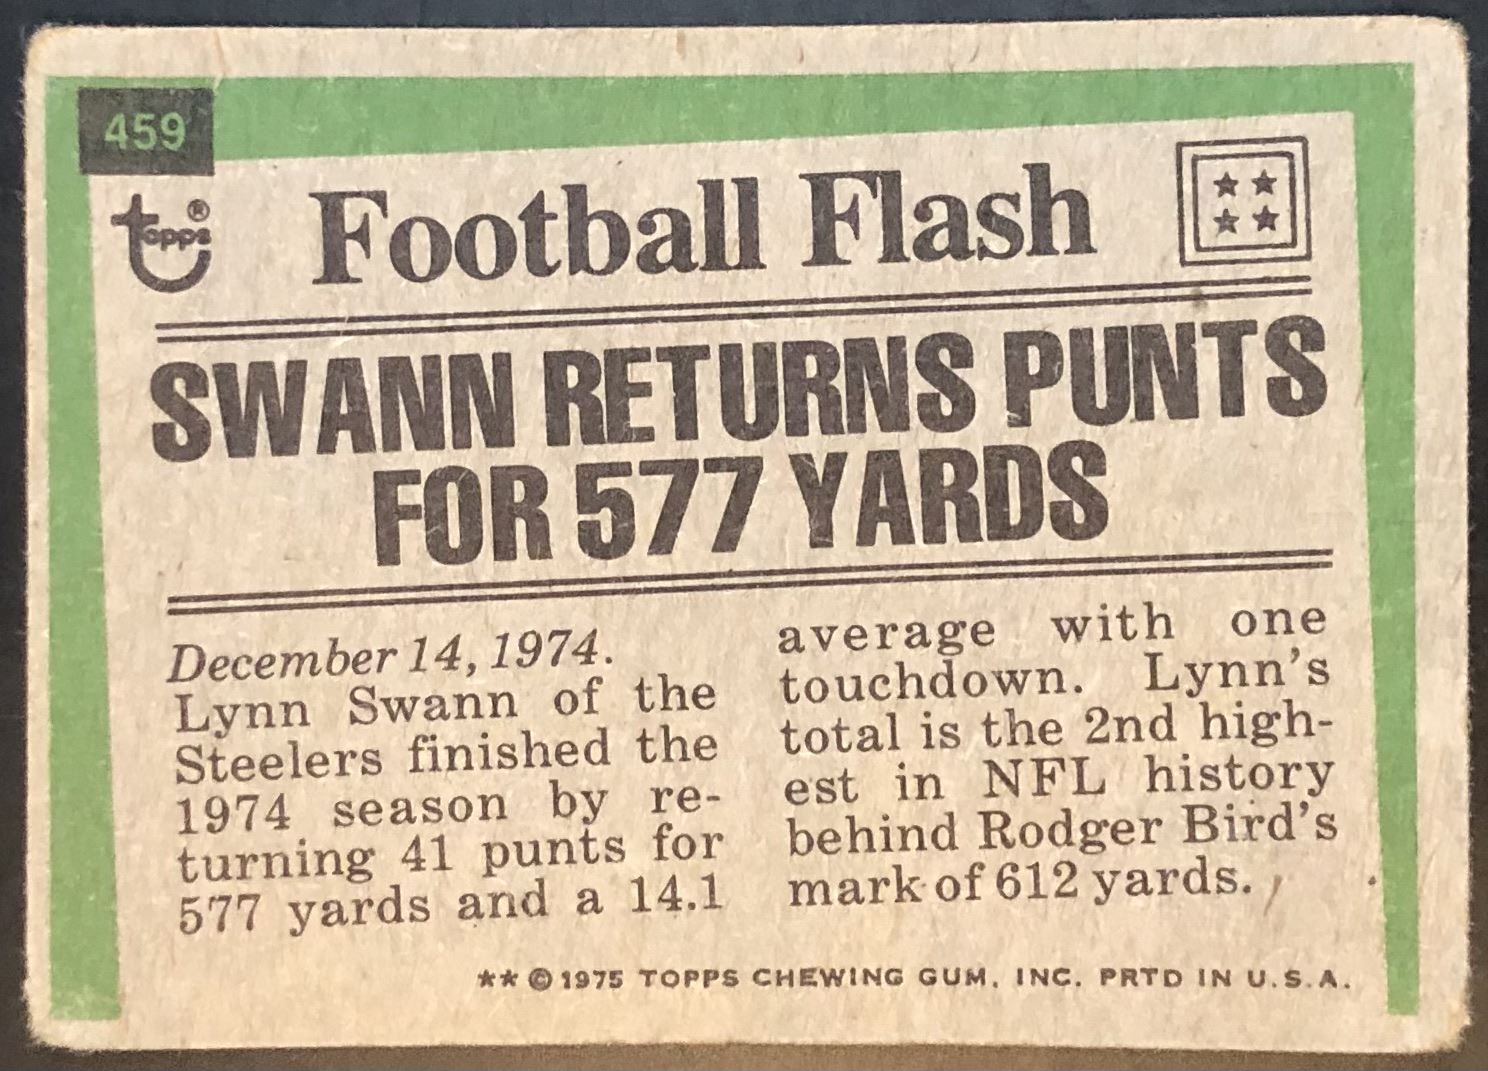 459
topps®
Football Flash
SWANN RETURNS PUNTS
FOR 577 YARDS
December 14, 1974.
Lynn Swann of the
Steelers finished the
1974 season by re-
turning 41 punts for
577 yards and a 14.1
average with one
touchdown. Lynn's
total is the 2nd high-
est in NFL history
behind Rodger Bird's
mark of 612 yards.
** © 1975 TOPPS CHEWING GUM, INC. PRTD IN U.S.A.